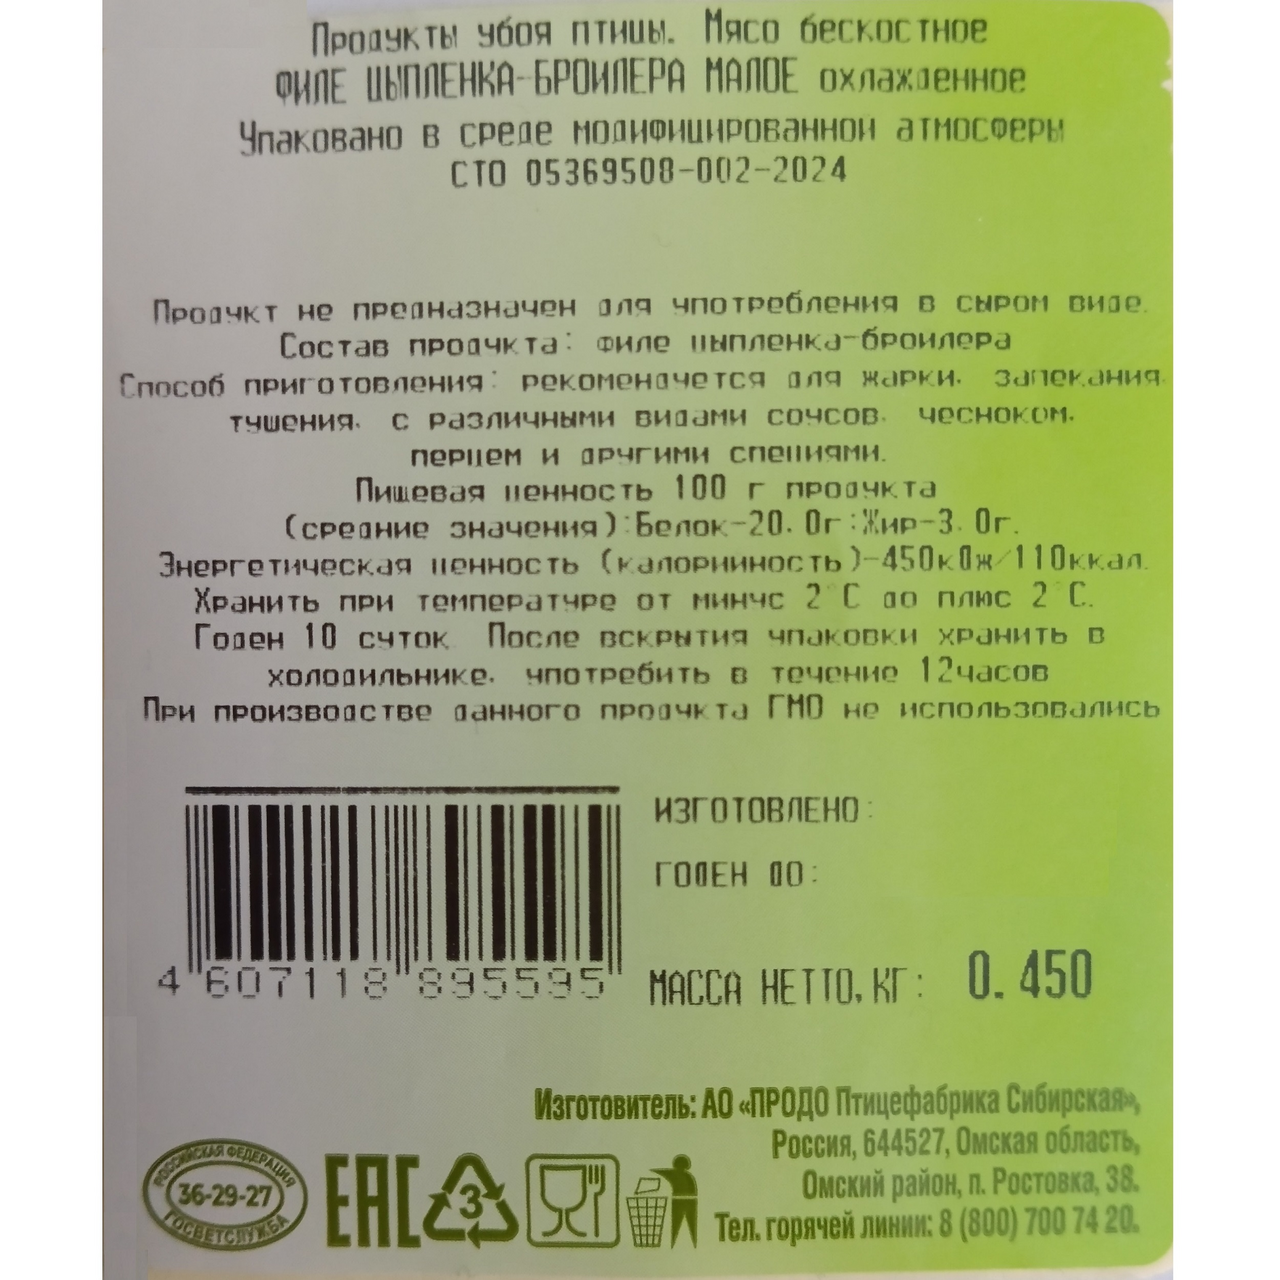 Продукты убоя птицы. Мясо бескостное
ФИЛЕ ЦЫПЛЕНКА-БРОЙЛЕРА МАЛОЕ охлажденное
Упаковано в среде модифицированной атмосферы
СТО 05369508-002-2024
Продукт не предназначен для употребления в сыром виде.
Состав продукта: филе цыпленка-бройлера
Способ приготовления: рекомендуется для жарки, запекания,
тушения, с различными видами соусов, чесноком,
перцем и другими специями.
Пищевая ценность 100 г продукта
(средние значения):Белок-20.0г;Жир-3.0г.
Энергетическая ценность (калорийность)-450кДж/110ккал.
Хранить при температуре от минус 2°С до плюс 2°С.
Годен 10 суток. После вскрытия упаковки хранить в
холодильнике, употребить в течение 12часов
При производстве данного продукта ГМО не использовались
ИЗГОТОВЛЕНО:
ГОДЕН ДО:
4 607118 895595
МАССА НЕТТО,КГ: 0.450
Изготовитель: АО «ПРОДО Птицефабрика Сибирская»,
Россия, 644527, Омская область,
Омский район, п. Ростовка, 38.
Тел. горячей линии: 8 (800) 700 74 20.
РОССИЙСКАЯ ФЕДЕРАЦИЯ
36-29-27
ГОСВЕТСЛУЖБА
ЕАС
3